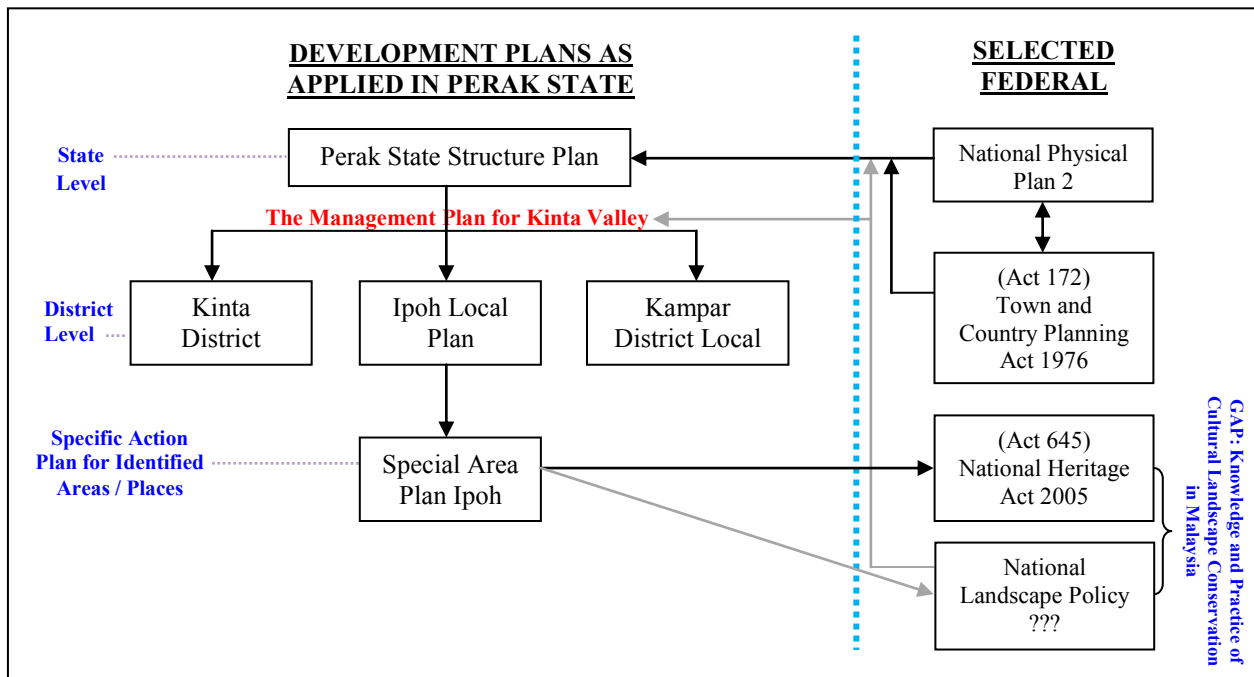 DEVELOPMENT PLANS AS
APPLIED IN PERAK STATE
SELECTED
FEDERAL
State
Level
Perak State Structure Plan
National Physical
Plan 2
The Management Plan for Kinta Valley
District
Level
Kinta
District
Ipoh Local
Plan
Kampar
District Local
(Act 172)
Town and
Country Planning
Act 1976
Specific Action
Plan for Identified
Areas / Places
Special Area
Plan Ipoh
(Act 645)
National Heritage
Act 2005
National
Landscape Policy
???
GAP: Knowledge and Practice of
Cultural Landscape Conservation
in Malaysia